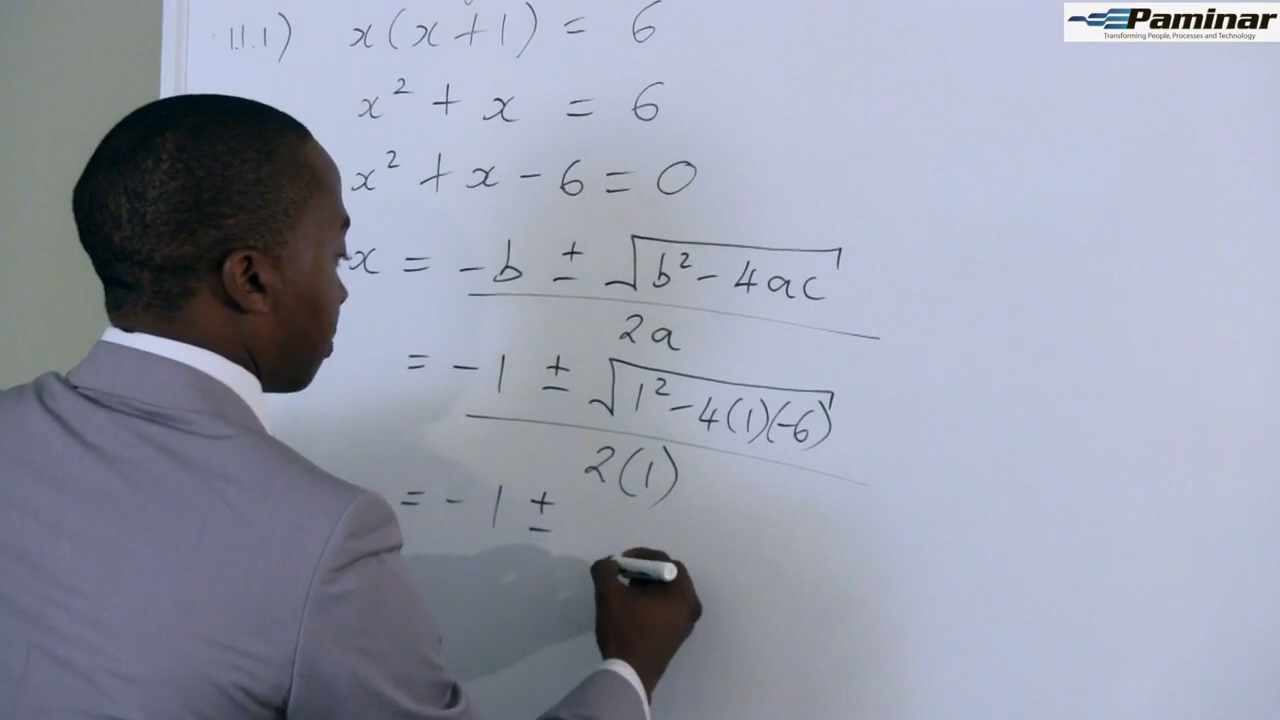 Paminar
Transforming People, Processes and Technology
1.1.1) x(x+1) = 6
x² + x = 6
x² + x - 6 = 0
x = -b ± √b² - 4ac
2a
= -1 ± √1² - 4(1)(-6)
2(1)
= -1 ±